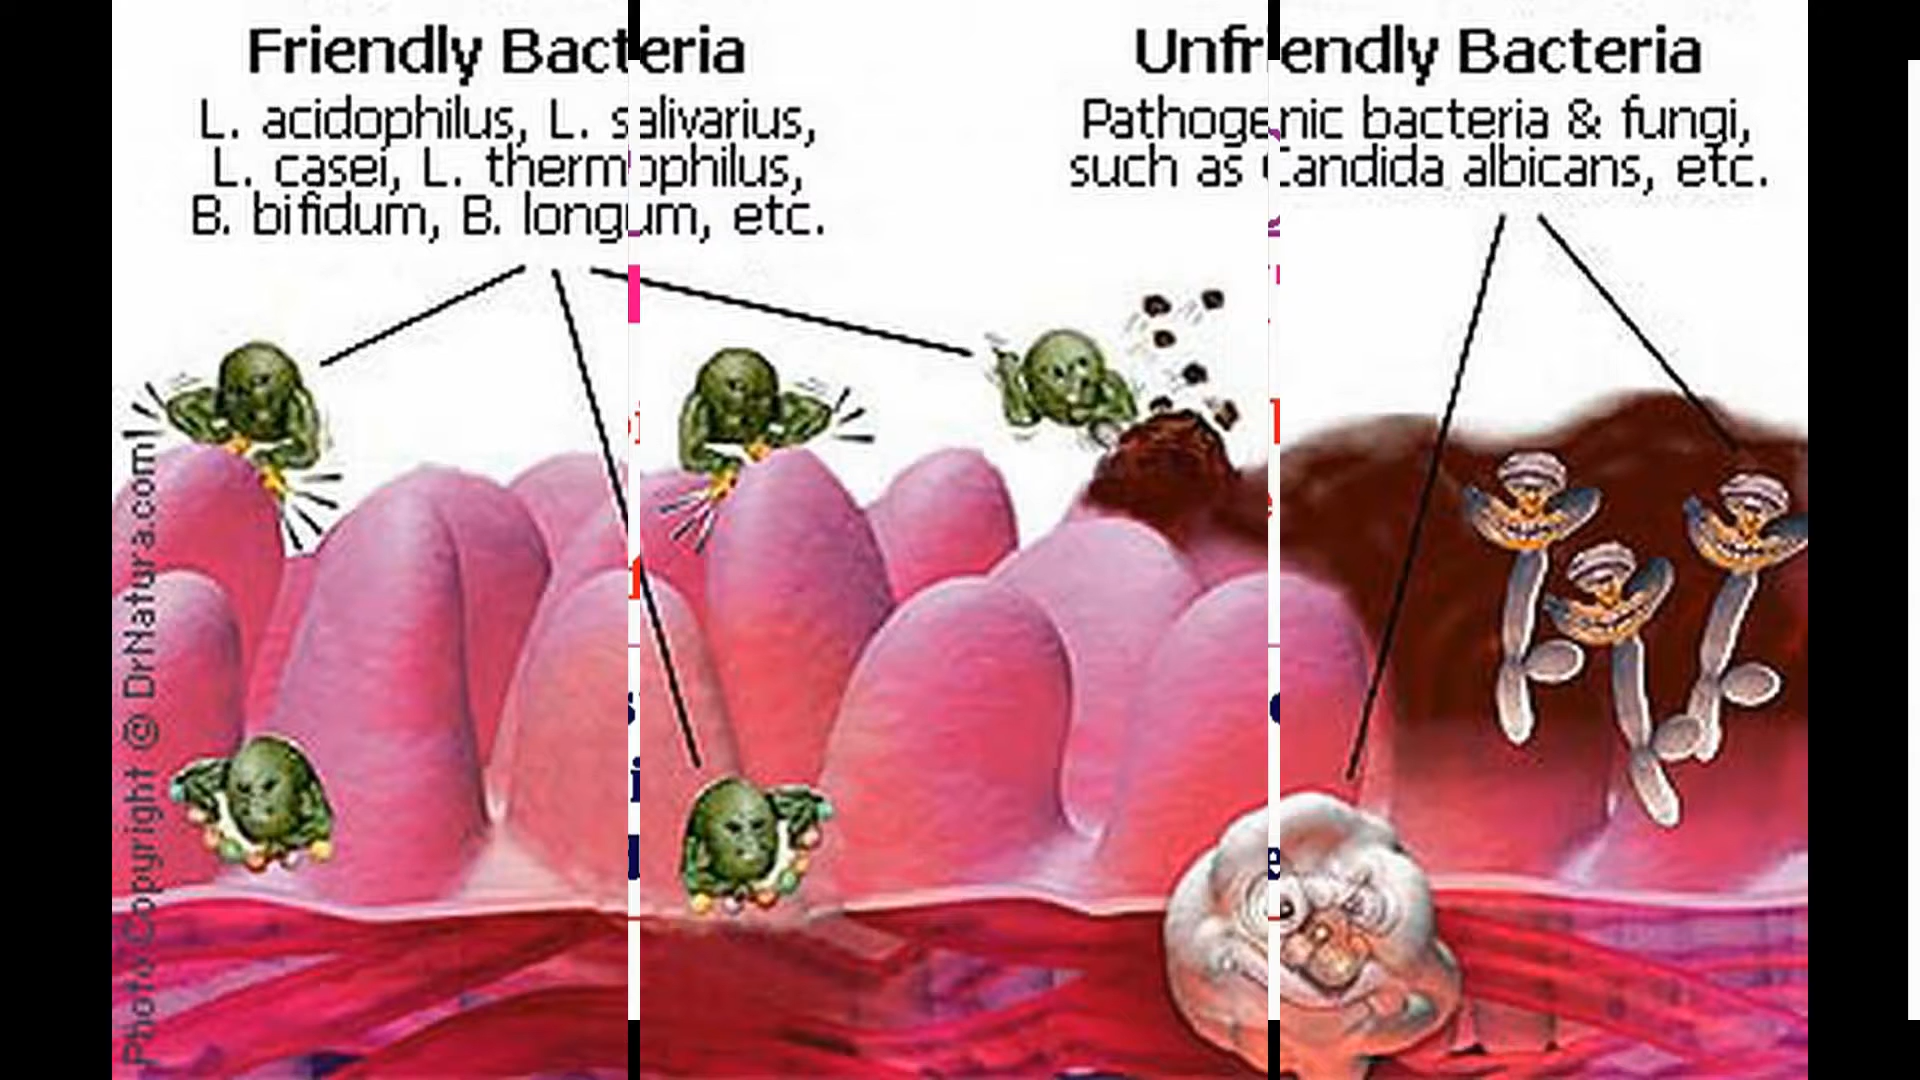 Friendly Bacteria
L. acidophilus, L. salivarius,
L. casei, L. thermophilus,
B. bifidum, B. longum, etc.
Unfriendly Bacteria
Pathogenic bacteria & fungi,
such as Candida albicans, etc.
Photo Copyright @ DrNatura.com